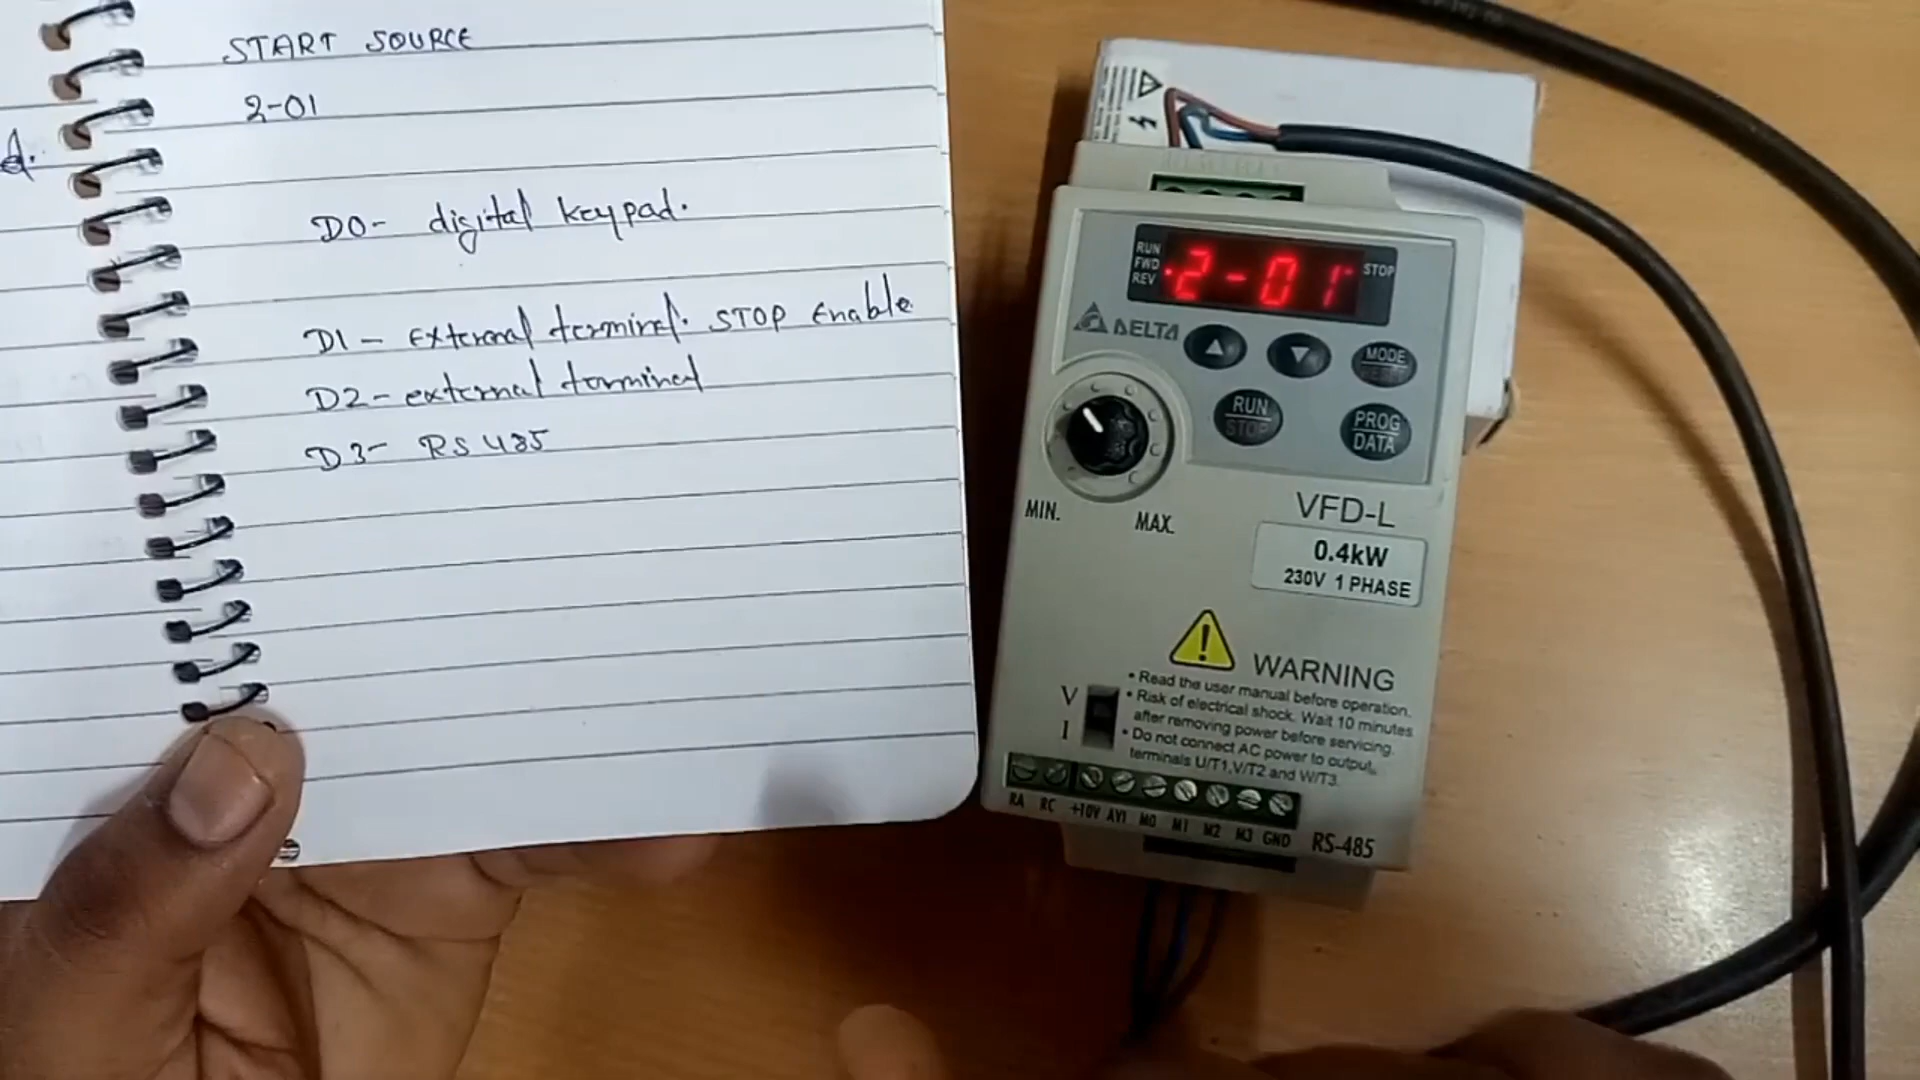 START SOURCE
2-01
d.
D0- digital keypad.
D1 - External terminal. STOP Enable
D2 - external terminal
D3- RS 485
RUN
FWD
REV
2-01
STOP
DELTA
MODE
RESET
RUN
STOP
PROG
DATA
MIN.
MAX.
VFD-L
0.4kW
230V 1 PHASE
WARNING
• Read the user manual before operation.
• Risk of electrical shock. Wait 10 minutes
after removing power before servicing.
• Do not connect AC power to output
terminals U/T1,V/T2 and W/T3.
V
I
RA RC +10V AVI M0 M1 M2 M3 GND
RS-485